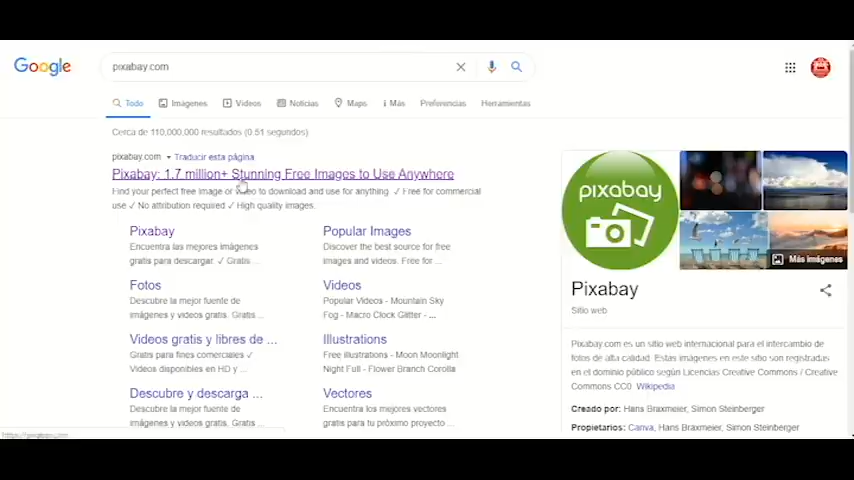 Google
pixabay.com
Todo
Imágenes
Videos
Noticias
Maps
Más
Preferencias
Herramientas
Cerca de 110,000,000 resultados (0.51 segundos)
pixabay.com
Traducir esta página
Pixabay: 1.7 million+ Stunning Free Images to Use Anywhere
Find your perfect free image or video to download and use for anything. ✓ Free for commercial
use ✓ No attribution required ✓ High quality images.
Pixabay
Encuentra las mejores imágenes
gratis para descargar. ✓ Gratis ...
Popular Images
Discover the best source for free
images and videos. Free for ...
Fotos
Descubre la mejor fuente de
imágenes y videos gratis. Gratis ...
Videos
Popular Videos - Mountain Sky
Fog - Macro Clock Glitter - ...
Videos gratis y libres de ...
Gratis para fines comerciales ✓
Videos disponibles en HD y ...
Illustrations
Free illustrations - Moon Moonlight
Night Full - Flower Branch Corolla
Descubre y descarga ...
Descubre la mejor fuente de
imágenes y videos gratis. Gratis ...
Vectores
Encuentra los mejores vectores
gratis para tu próximo proyecto ...
pixabay
Más imágenes
Pixabay
Sitio web
Pixabay.com es un sitio web internacional para el intercambio de
fotos de alta calidad. Estas imágenes en este sitio son registradas
en el dominio público según Licencias Creative Commons / Creative
Commons CC0. Wikipedia
Creado por: Hans Braxmeier, Simon Steinberger
Propietarios: Canva, Hans Braxmeier, Simon Steinberger